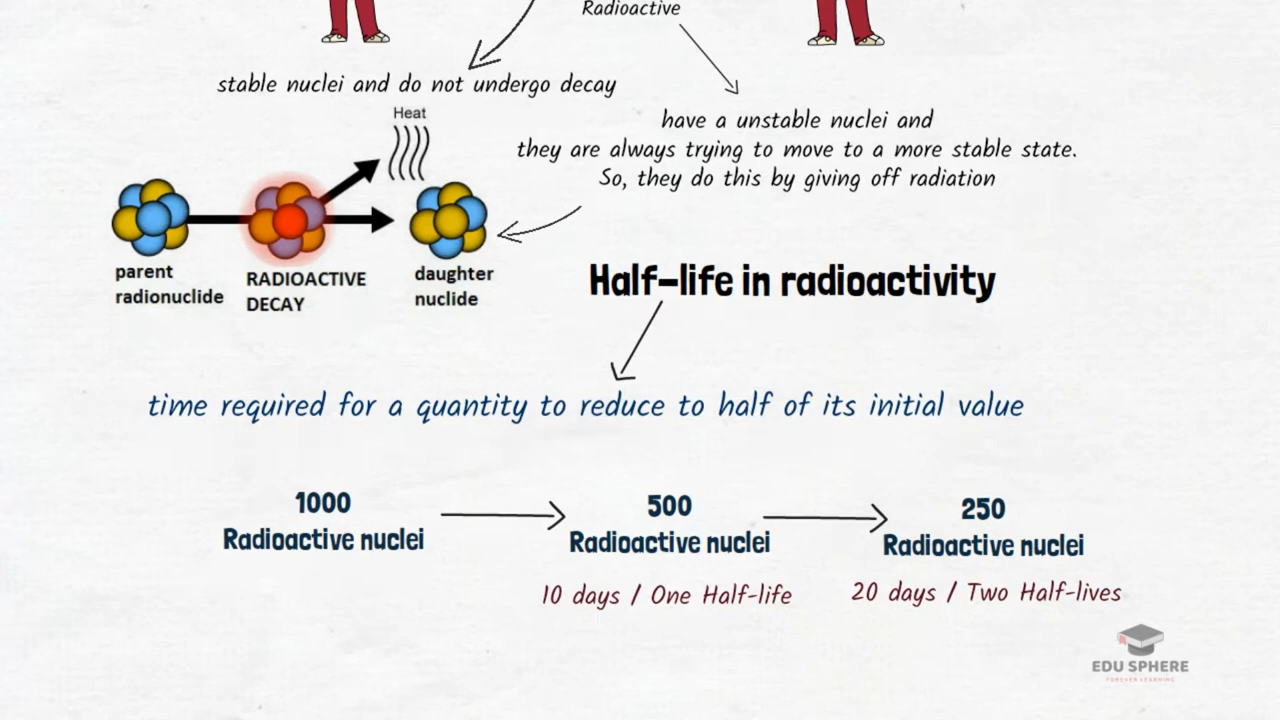 Radioactive
stable nuclei and do not undergo decay
Heat
have a unstable nuclei and
they are always trying to move to a more stable state.
So, they do this by giving off radiation
parent
radionuclide
RADIOACTIVE
DECAY
daughter
nuclide
Half-life in radioactivity
time required for a quantity to reduce to half of its initial value
1000
Radioactive nuclei
500
Radioactive nuclei
250
Radioactive nuclei
10 days / One Half-life
20 days / Two Half-lives
EDU SPHERE
FOREVER LEARNING